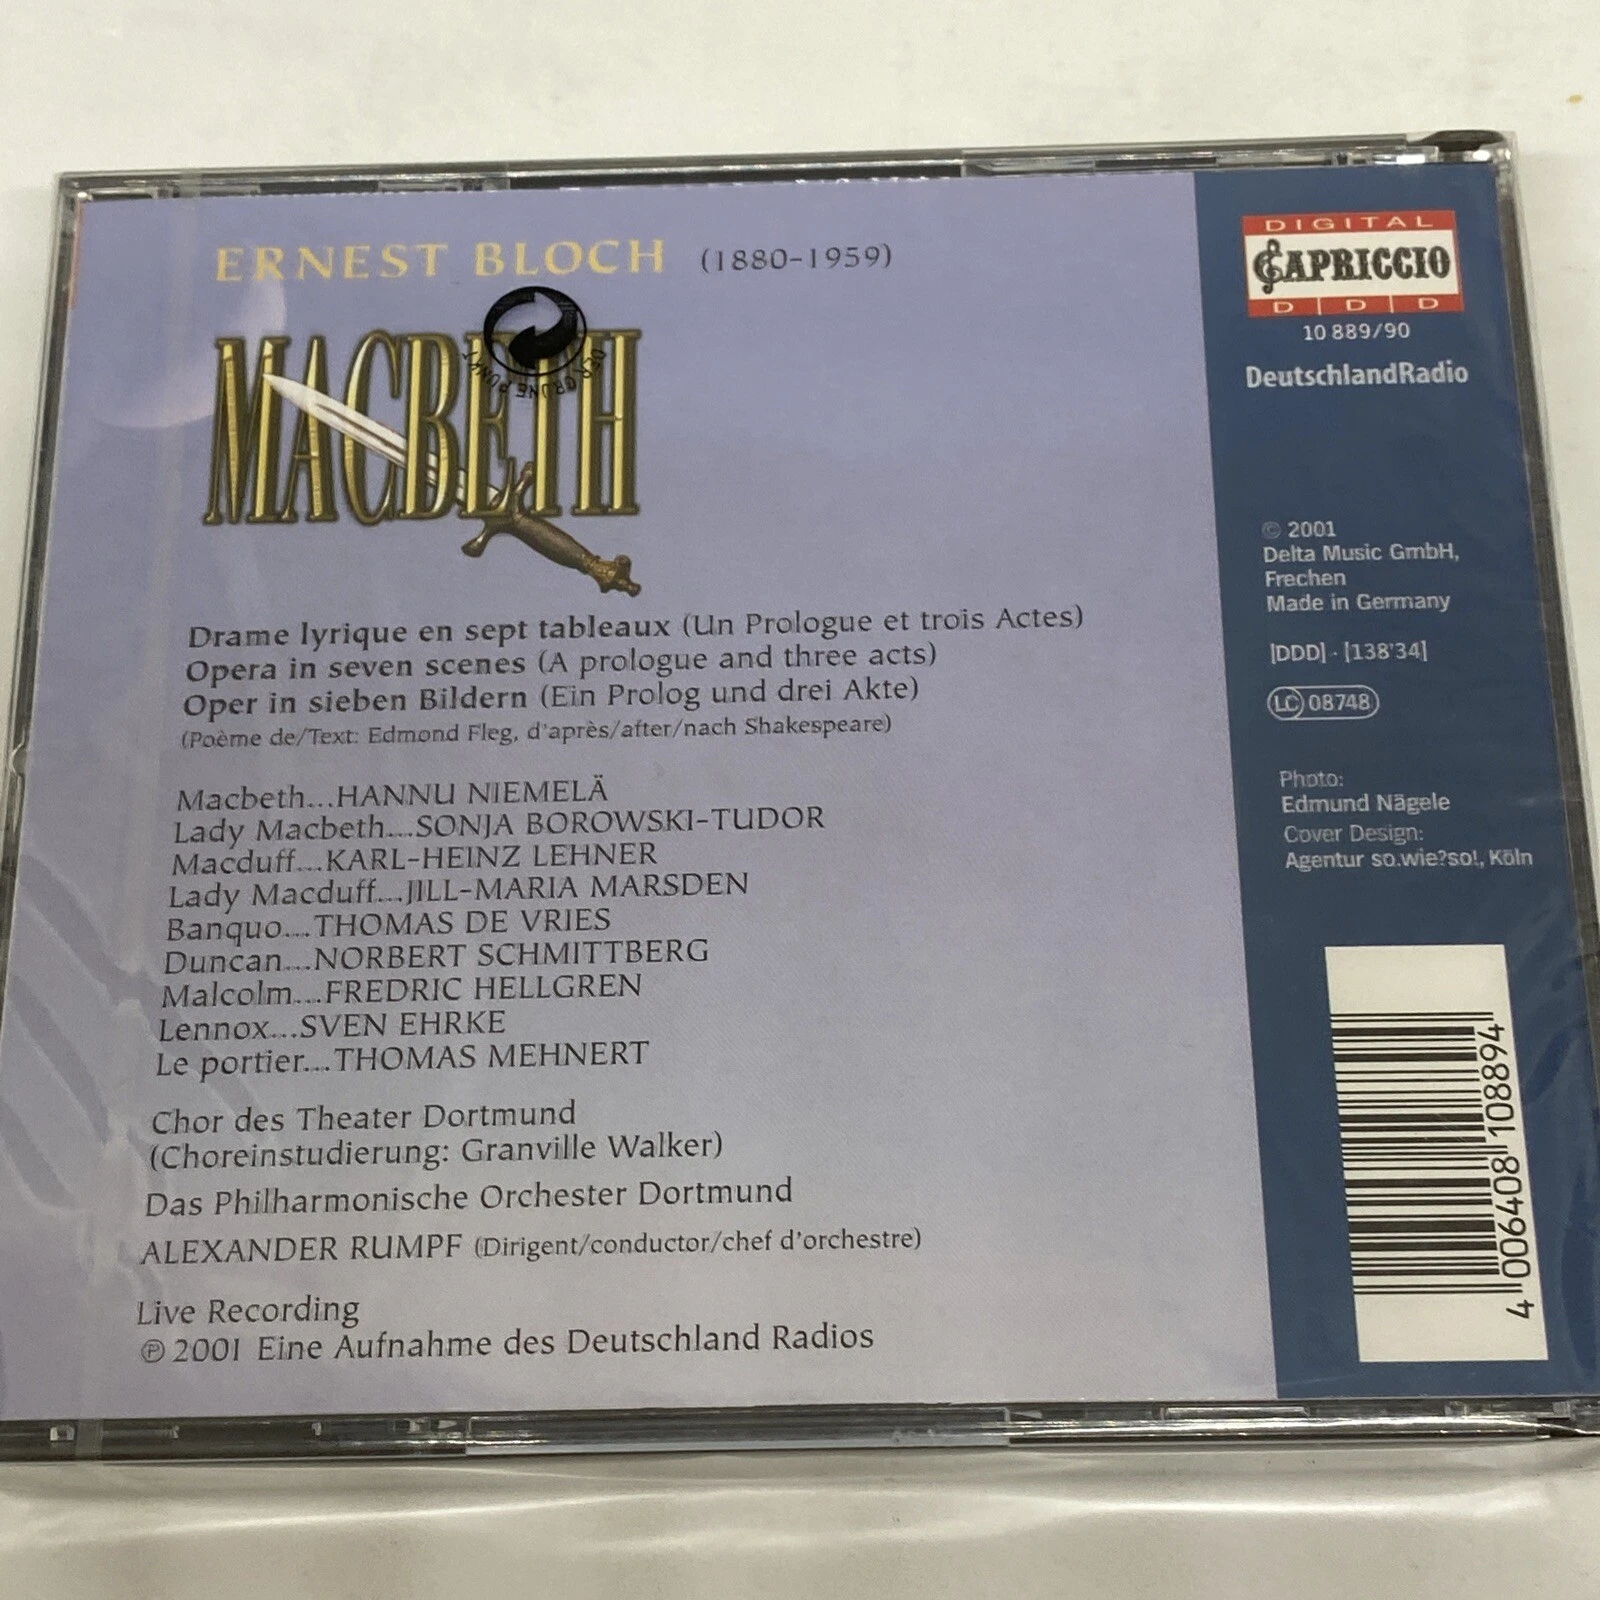 ERNEST BLOCH (1880-1959)
MACBETH
DER GRÜNE PUNKT
Drame lyrique en sept tableaux (Un Prologue et trois Actes)
Opera in seven scenes (A prologue and three acts)
Oper in sieben Bildern (Ein Prolog und drei Akte)
(Poème de/Text: Edmond Fleg, d'après/after/nach Shakespeare)
Macbeth...HANNU NIEMELÄ
Lady Macbeth...SONJA BOROWSKI-TUDOR
Macduff...KARL-HEINZ LEHNER
Lady Macduff...JILL-MARIA MARSDEN
Banquo...THOMAS DE VRIES
Duncan...NORBERT SCHMITTBERG
Malcolm...FREDRIC HELLGREN
Lennox...SVEN EHRKE
Le portier...THOMAS MEHNERT
Chor des Theater Dortmund
(Choreinstudierung: Granville Walker)
Das Philharmonische Orchester Dortmund
ALEXANDER RUMPF (Dirigent/conductor/chef d'orchestre)
Live Recording
℗ 2001 Eine Aufnahme des Deutschland Radios
DIGITAL
CAPRICCIO
D | D | D
10 889/90
DeutschlandRadio
© 2001
Delta Music GmbH,
Frechen
Made in Germany
[DDD] · [138'34]
LC 08748
Photo:
Edmund Nägele
Cover Design:
Agentur so.wie?so!, Köln
4 006408 108894